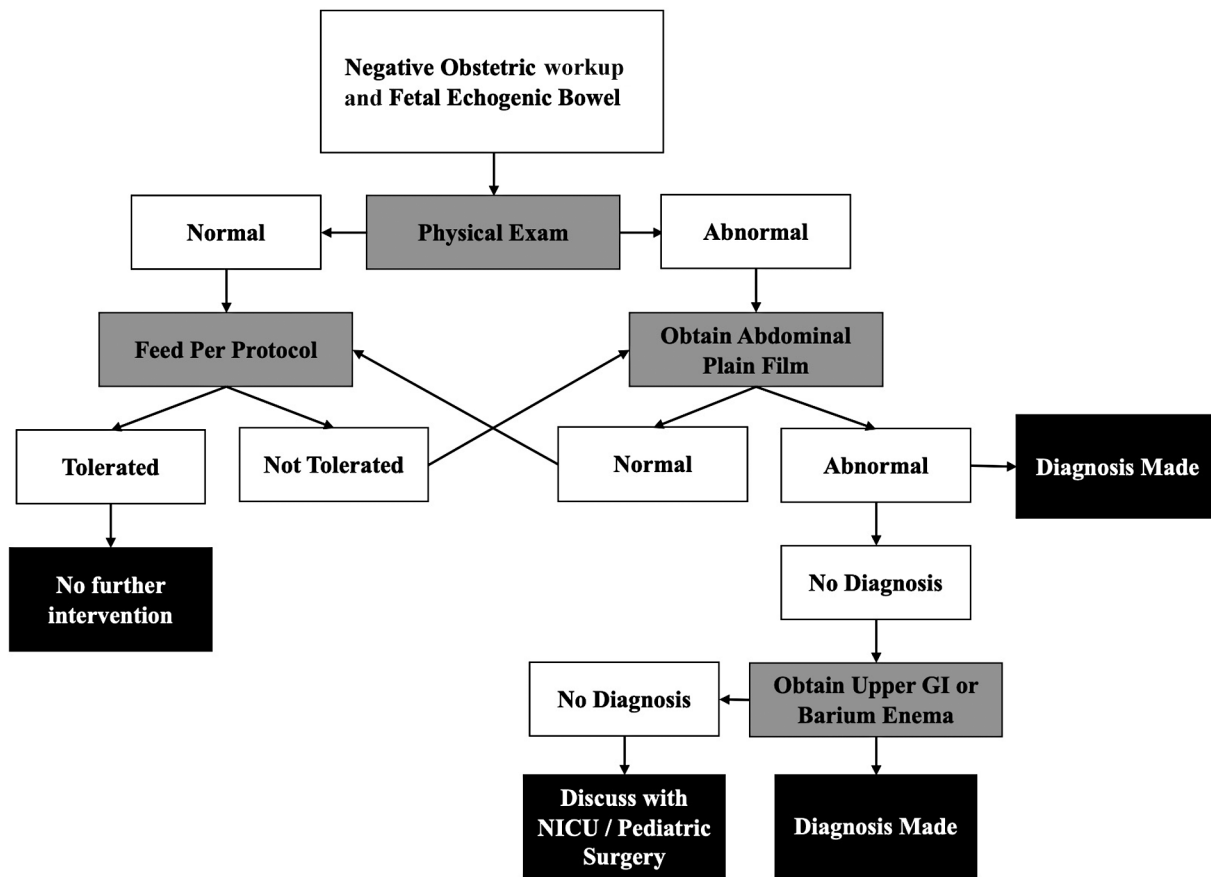 Negative Obstetric workup
and Fetal Echogenic Bowel
Normal
Physical Exam
Abnormal
Feed Per Protocol
Obtain Abdominal
Plain Film
Tolerated
Not Tolerated
Normal
Abnormal
Diagnosis Made
No further
intervention
No Diagnosis
No Diagnosis
Obtain Upper GI or
Barium Enema
Discuss with
NICU / Pediatric
Surgery
Diagnosis Made